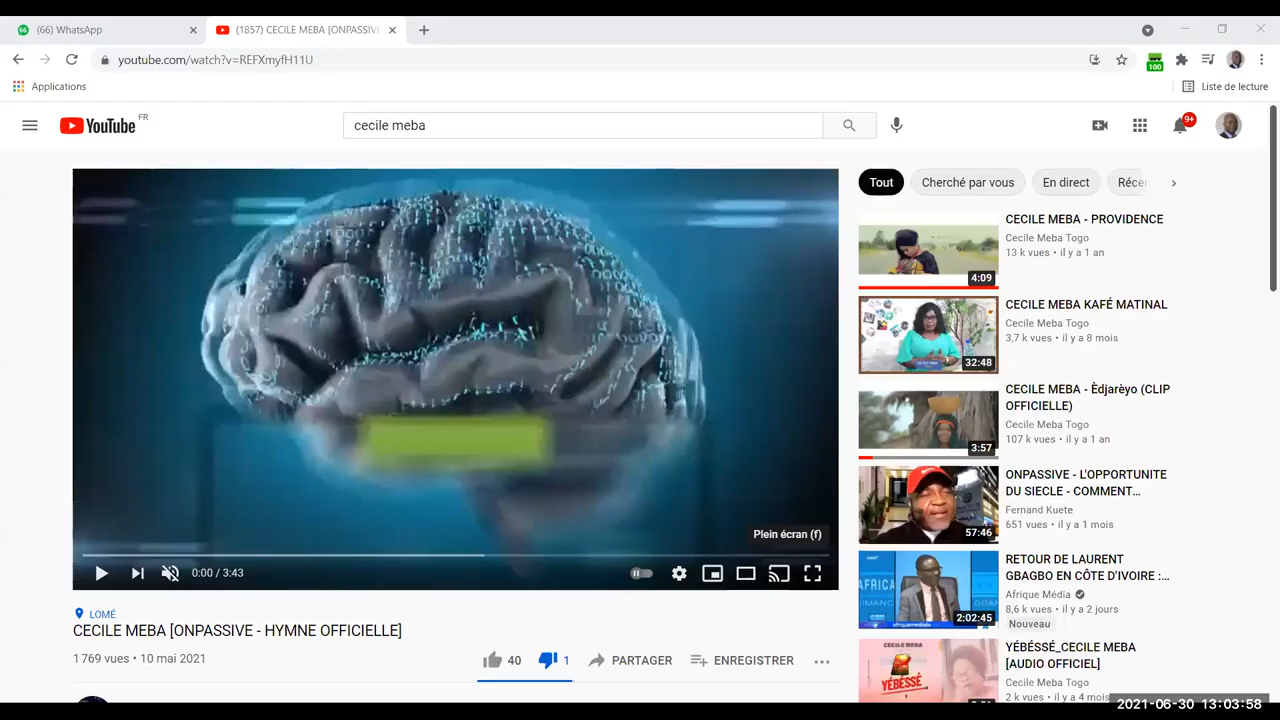 (66) WhatsApp
(1857) CECILE MEBA [ONPASSIV
youtube.com/watch?v=REFXmyfH11U
100
Applications
Liste de lecture
YouTube FR
cecile meba
9+
Tout
Cherché par vous
En direct
Récer
Plein écran (f)
0:00 / 3:43
LOMÉ
CECILE MEBA [ONPASSIVE - HYMNE OFFICIELLE]
1 769 vues • 10 mai 2021
40
1
PARTAGER
ENREGISTRER
CECILE MEBA - PROVIDENCE
Cecile Meba Togo
13 k vues • il y a 1 an
4:09
CECILE MEBA KAFÉ MATINAL
Cecile Meba Togo
3,7 k vues • il y a 8 mois
32:48
CECILE MEBA - Èdjarèyo (CLIP
OFFICIELLE)
Cecile Meba Togo
107 k vues • il y a 1 an
3:57
ONPASSIVE - L'OPPORTUNITE
DU SIECLE - COMMENT...
Fernand Kuete
651 vues • il y a 1 mois
57:46
RETOUR DE LAURENT
GBAGBO EN CÔTE D'IVOIRE :...
Afrique Média
8,6 k vues • il y a 2 jours
Nouveau
2:02:45
YÉBÉSSÉ_CECILE MEBA
[AUDIO OFFICIEL]
Cecile Meba Togo
2 k vues • il y a 4 mois
CECILE MEBA
YÉBÉSSÉ
2021-06-30 13:03:58